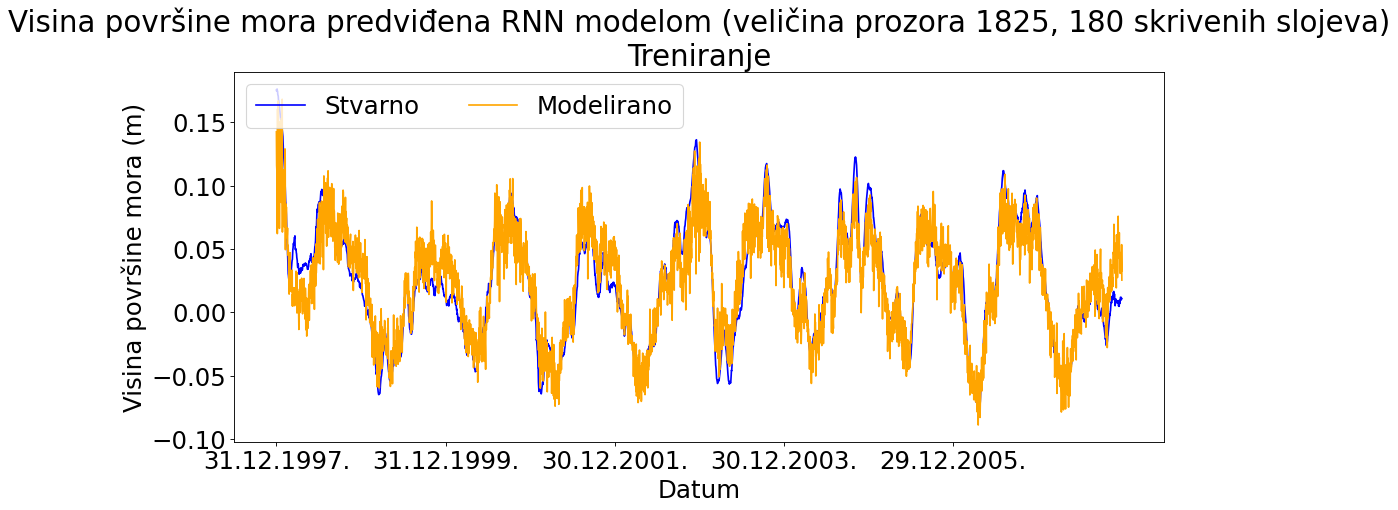 Visina površine mora predviđena RNN modelom (veličina prozora 1825, 180 skrivenih slojeva)
Treniranje
Stvarno
Modelirano
Visina površine mora (m)
0.15
0.10
0.05
0.00
−0.05
−0.10
31.12.1997.
31.12.1999.
30.12.2001.
30.12.2003.
29.12.2005.
Datum